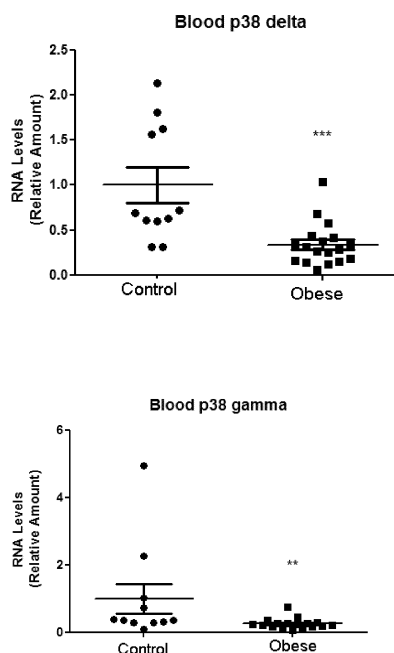 Blood p38 delta
RNA Levels
(Relative Amount)
2.5
2.0
1.5
1.0
0.5
0.0
***
Control
Obese
Blood p38 gamma
RNA Levels
(Relative Amount)
6
4
2
0
**
Control
Obese